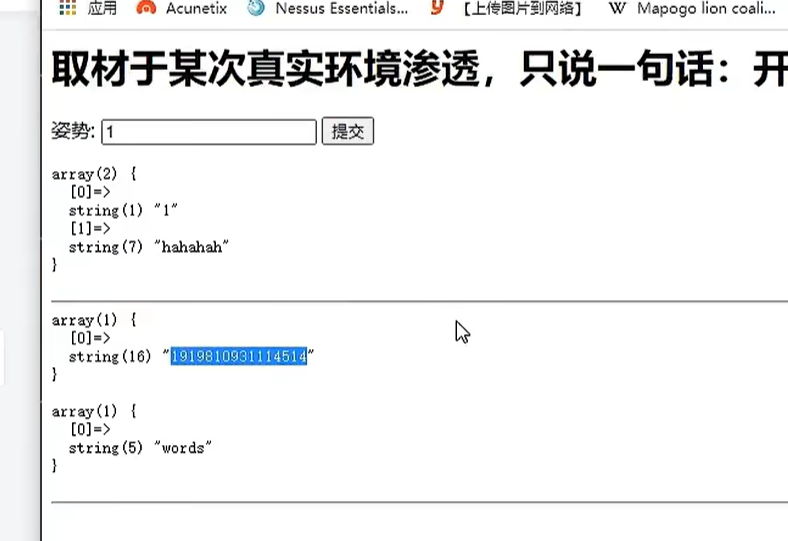 应用 Acunetix Nessus Essentials... 【上传图片到网络】 W Mapogo lion coali...
取材于某次真实环境渗透，只说一句话：开
姿势: 1 提交
array(2) {
[0]=>
string(1) "1"
[1]=>
string(7) "hahahah"
}
array(1) {
[0]=>
string(16) "1919810931114514"
}
array(1) {
[0]=>
string(5) "words"
}